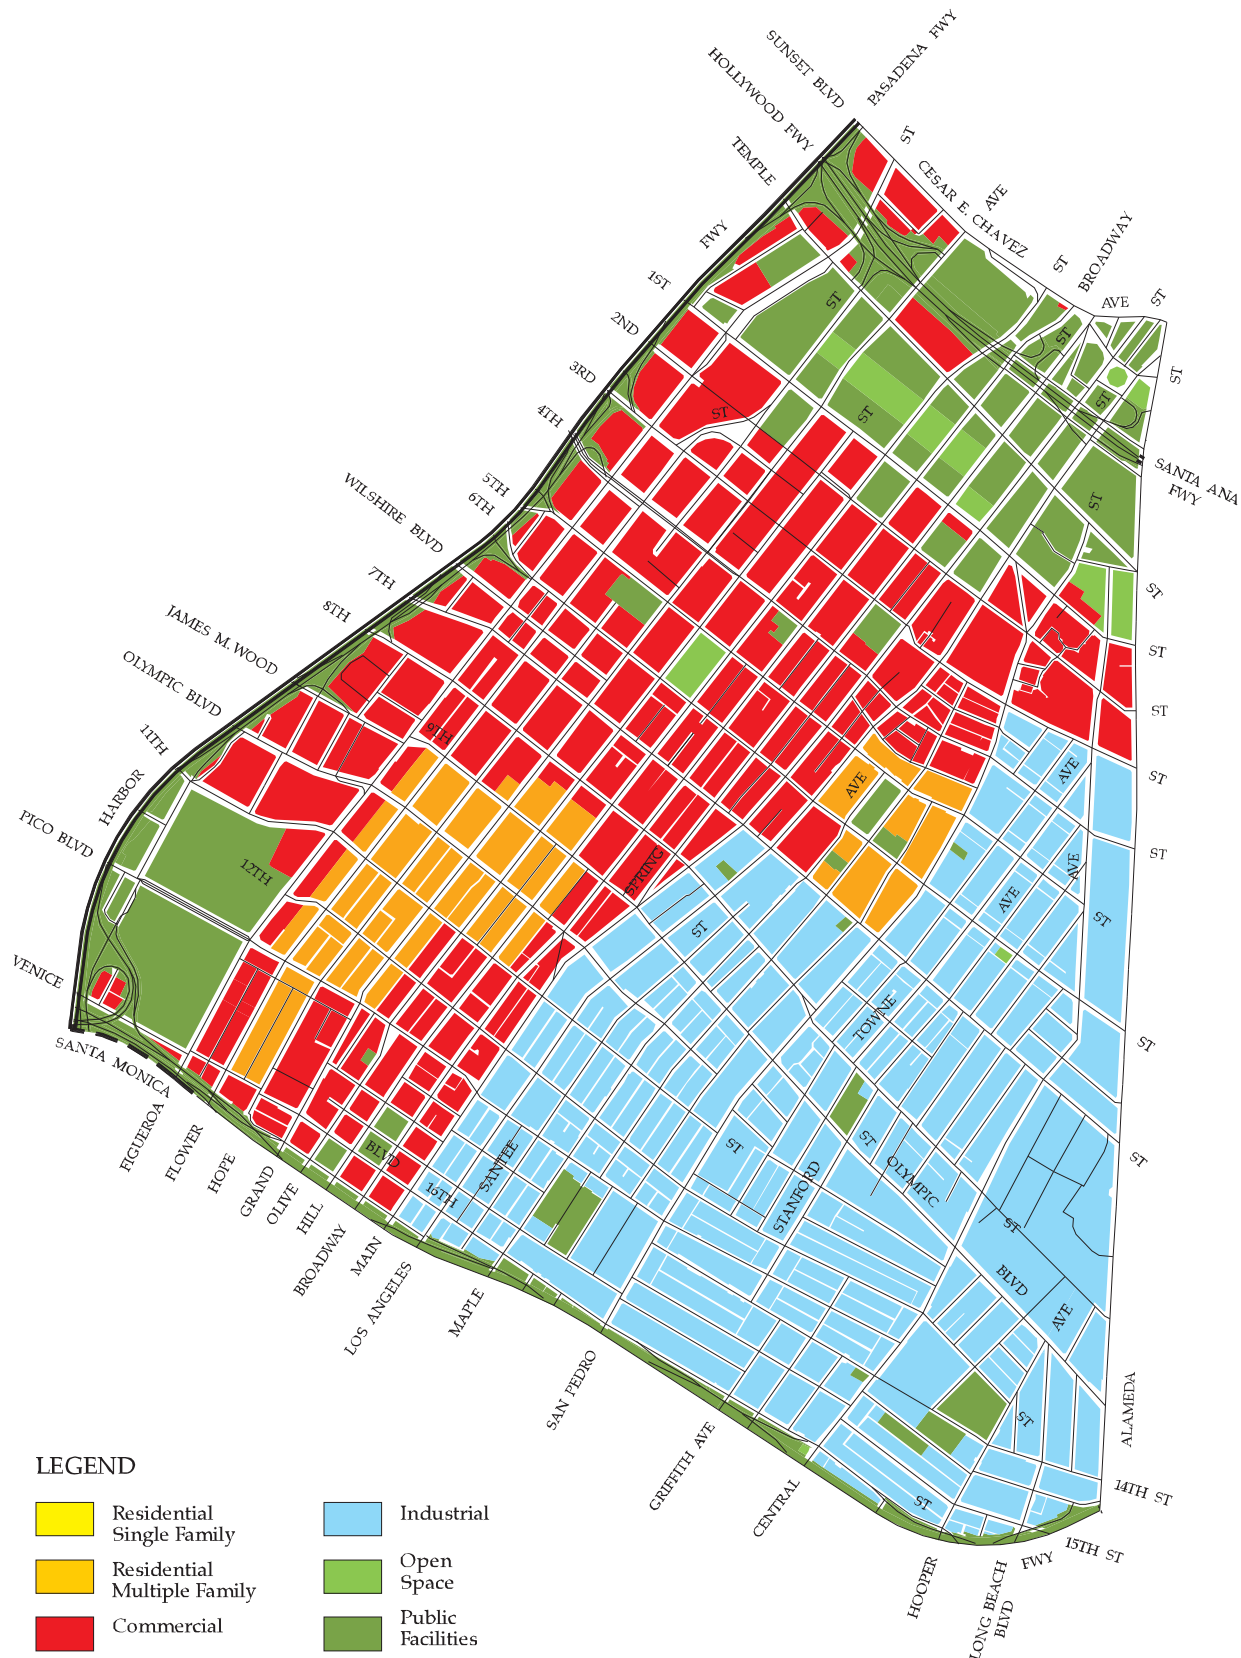 SUNSET BLVD
PASADENA FWY
HOLLYWOOD FWY
TEMPLE
ST
CESAR E. CHAVEZ
AVE
FWY
ST
BROADWAY
1ST
AVE
ST
ST
2ND
ST
ST
3RD
ST
4TH
ST
ST
SANTA ANA
FWY
5TH
6TH
ST
WILSHIRE BLVD
7TH
ST
8TH
JAMES M. WOOD
ST
OLYMPIC BLVD
ST
11TH
9TH
AVE
AVE
ST
HARBOR
PICO BLVD
12TH
SPRING
AVE
AVE
ST
ST
ST
VENICE
TOWNE
ST
SANTA MONICA
FIGUEROA
FLOWER
HOPE
GRAND
OLIVE
HILL
BROADWAY
MAIN
LOS ANGELES
MAPLE
BLVD
16TH
SANTEE
ST
ST
OLYMPIC
STANFORD
ST
ST
BLVD
AVE
SAN PEDRO
GRIFFITH AVE
CENTRAL
ST
ALAMEDA
ST
14TH ST
15TH ST
FWY
HOOPER
LONG BEACH
BLVD
LEGEND
Residential
Single Family
Residential
Multiple Family
Commercial
Industrial
Open
Space
Public
Facilities